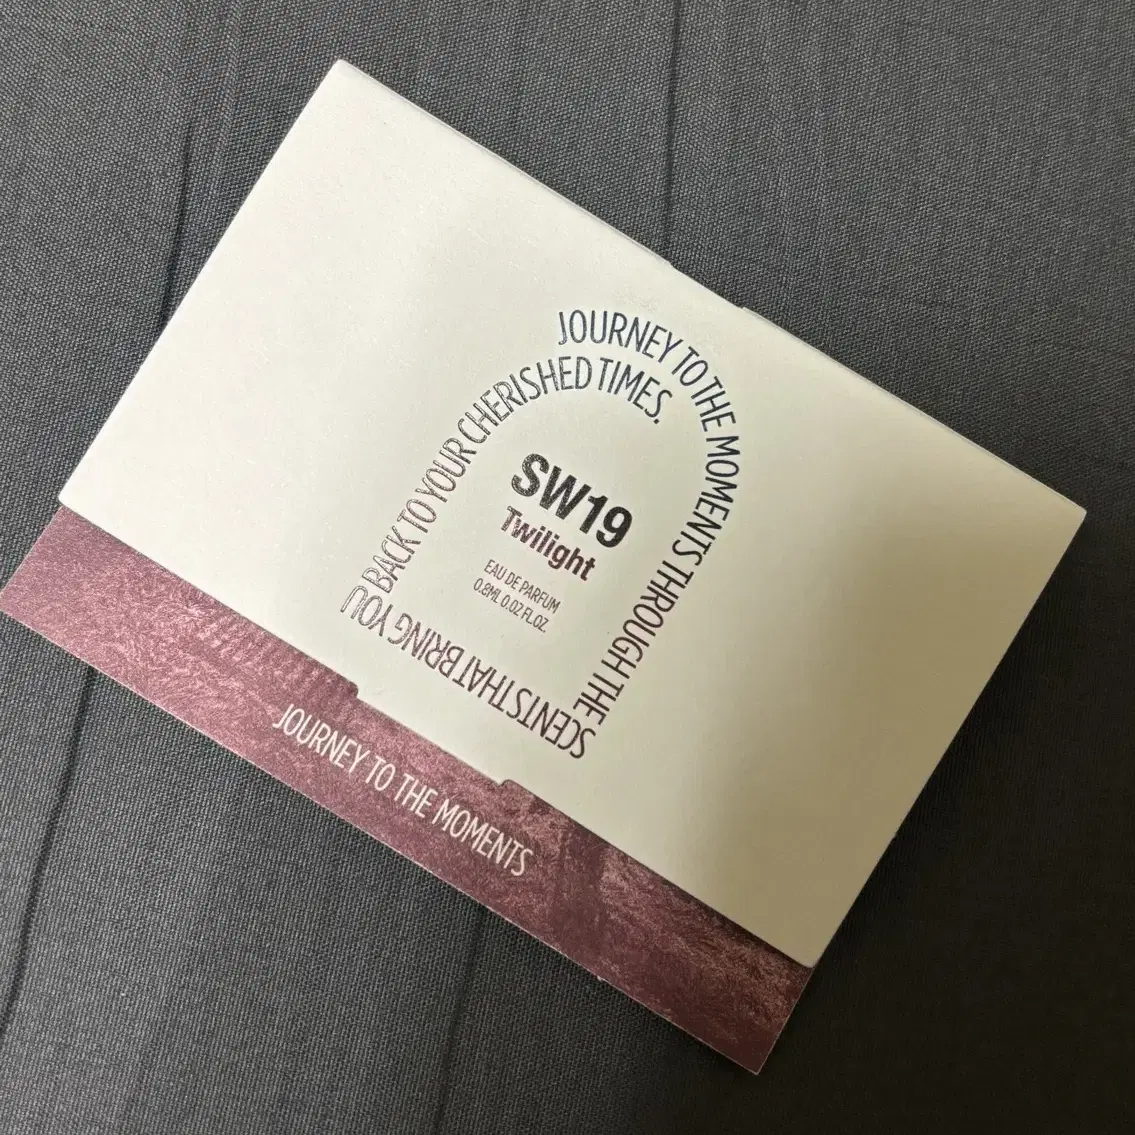 JOURNEY TO THE MOMENTS THROUGH THE
SCENTS THAT BRING YOU
BACK TO YOUR CHERISHED TIMES.
SW19
Twilight
EAU DE PARFUM
0.8ML 0.02 FL.OZ.
JOURNEY TO THE MOMENTS